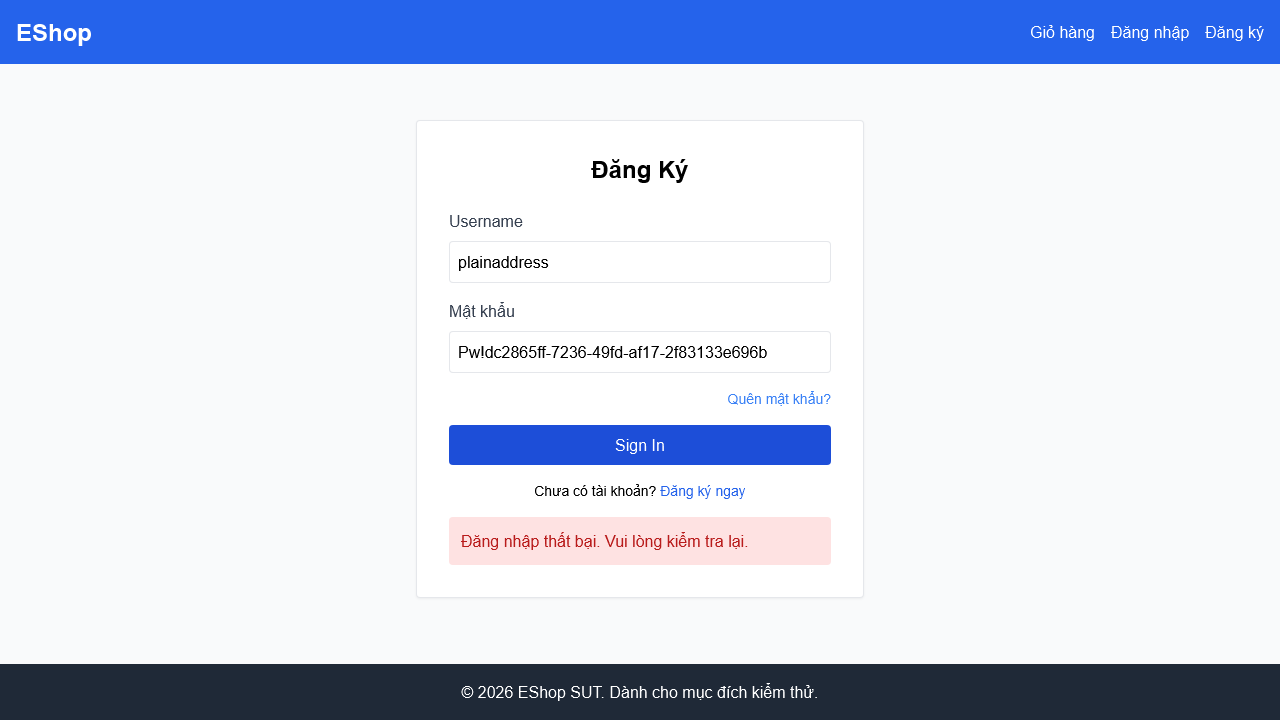 EShop
Giỏ hàng Đăng nhập Đăng ký
Đăng Ký
Username
plainaddress
Mật khẩu
PwIdc2865ff-7236-49fd-af17-2f83133e696b
Quên mật khẩu?
Sign In
Chưa có tài khoản? Đăng ký ngay
Đăng nhập thất bại. Vui lòng kiểm tra lại.
© 2026 EShop SUT. Dành cho mục đích kiểm thử.